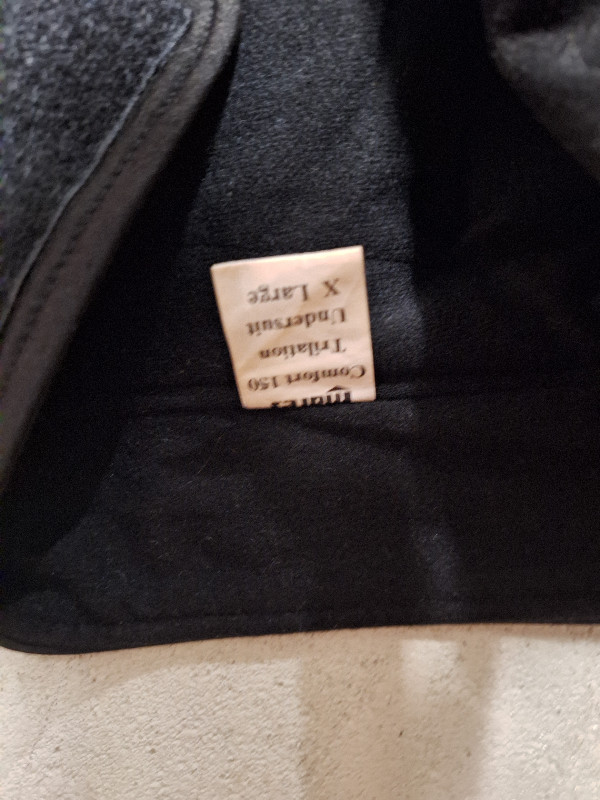 Comfort 150
Trilation
Undersuit
X Large